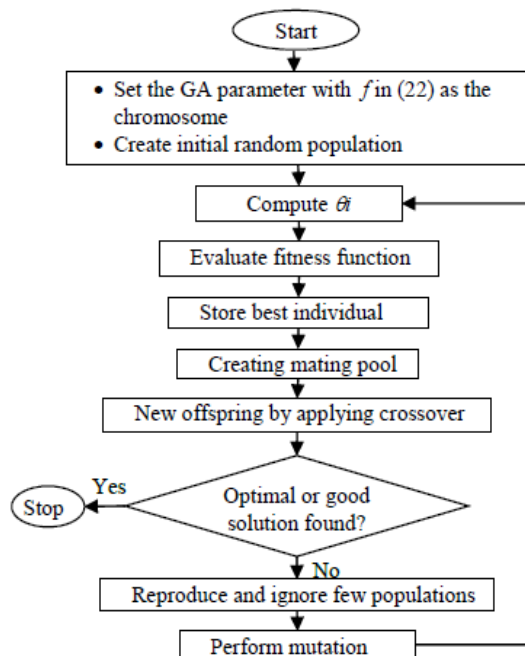 Start
• Set the GA parameter with f in (22) as the
chromosome
• Create initial random population
Compute θi
Evaluate fitness function
Store best individual
Creating mating pool
New offspring by applying crossover
Yes
Optimal or good
Stop
solution found?
No
Reproduce and ignore few populations
Perform mutation